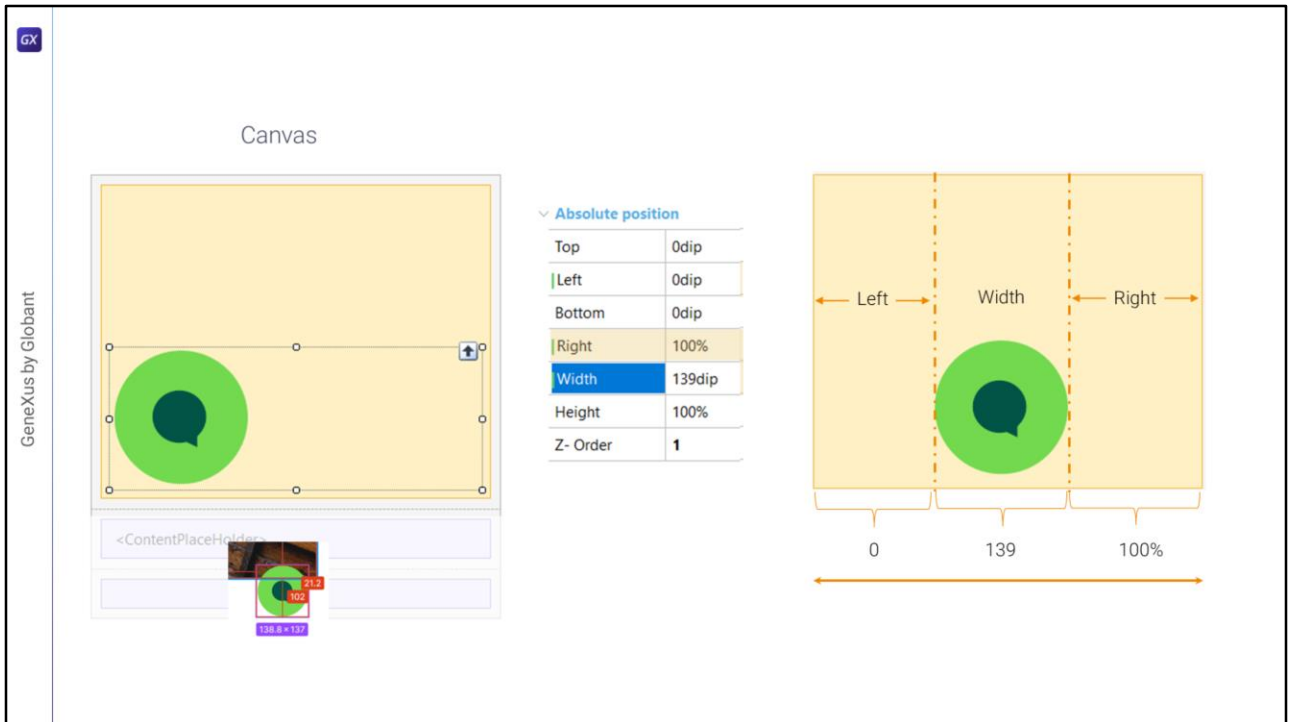 GX
GeneXus by Globant
Canvas
<ContentPlaceHolder>
21.2
102
138.8 × 137
Absolute position
Top 0dip
Left 0dip
Bottom 0dip
Right 100%
Width 139dip
Height 100%
Z- Order 1
Left Width Right
0 139 100%